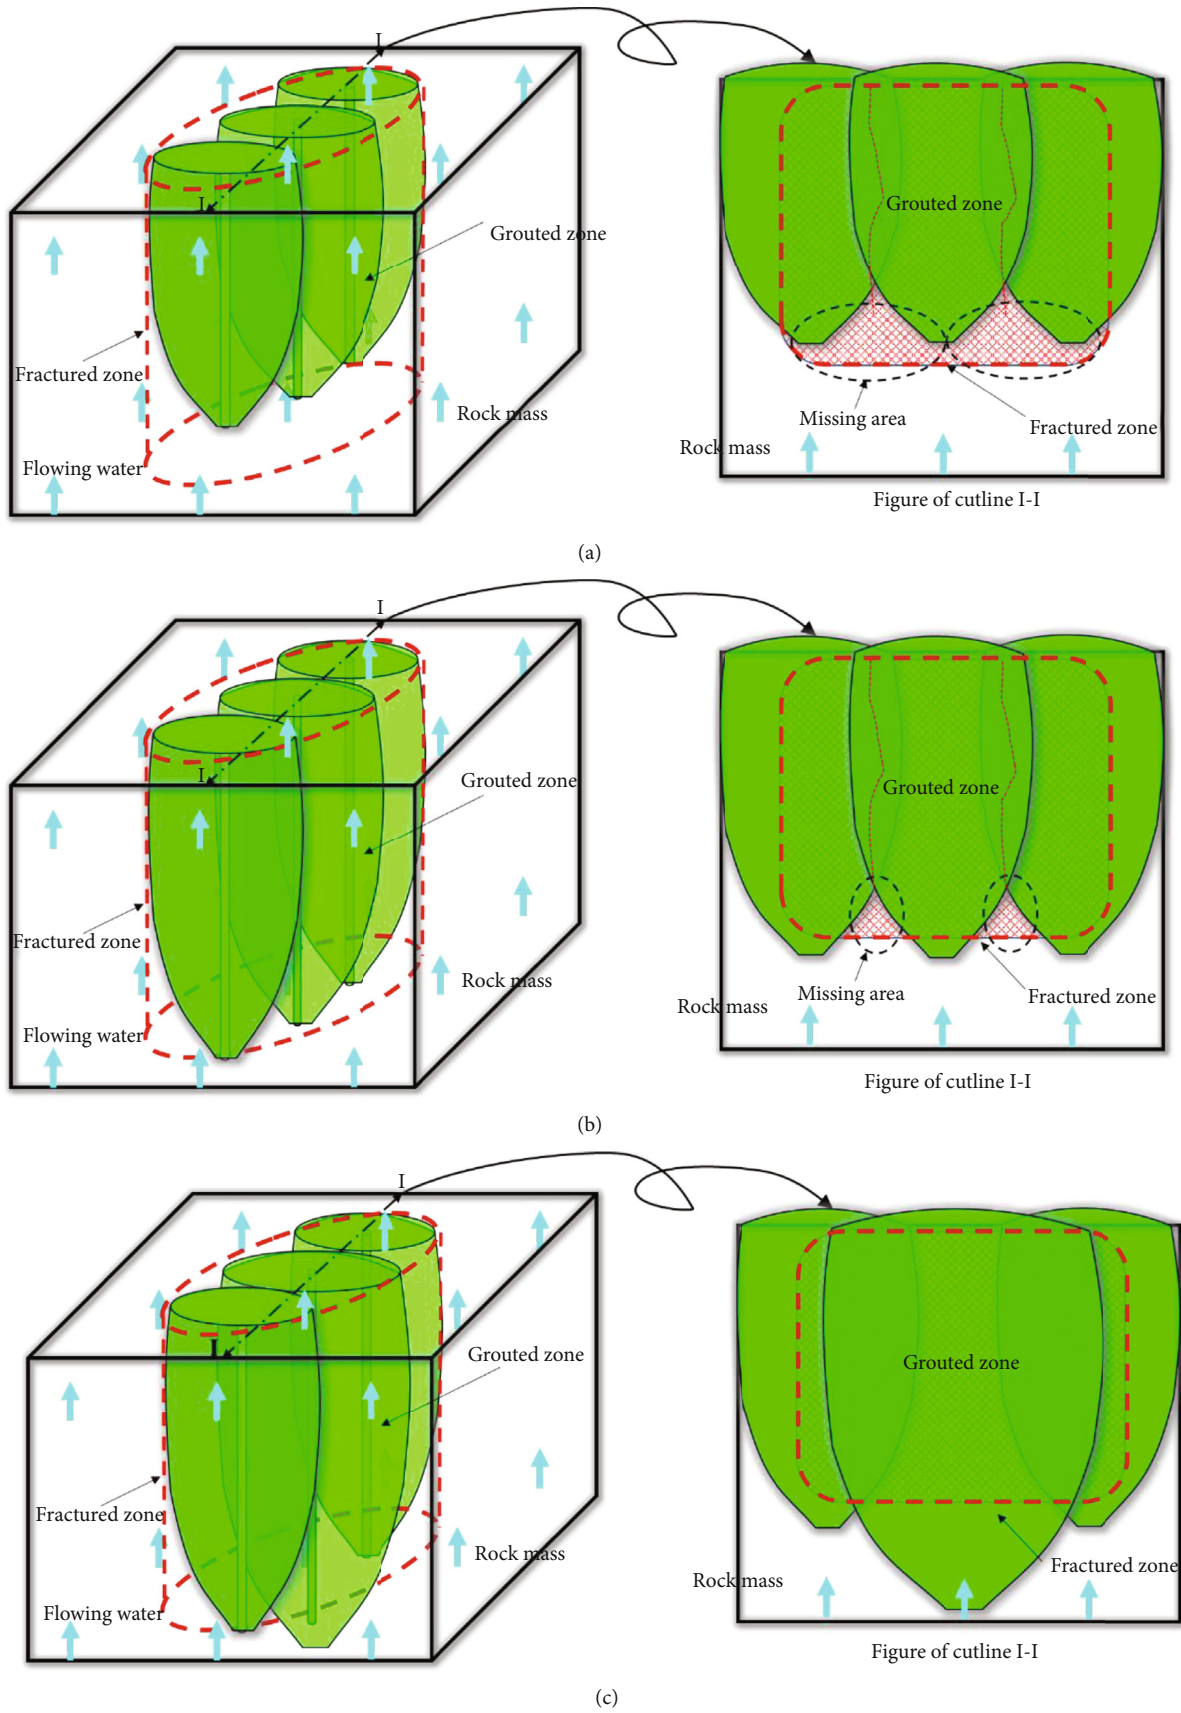 I
I
Grouted zone
Fractured zone
Rock mass
Flowing water
Grouted zone
Missing area
Fractured zone
Rock mass
Figure of cutline I-I
(a)
I
I
Grouted zone
Fractured zone
Rock mass
Flowing water
Grouted zone
Missing area
Fractured zone
Rock mass
Figure of cutline I-I
(b)
I
I
Grouted zone
Fractured zone
Rock mass
Flowing water
Grouted zone
Fractured zone
Rock mass
Figure of cutline I-I
(c)